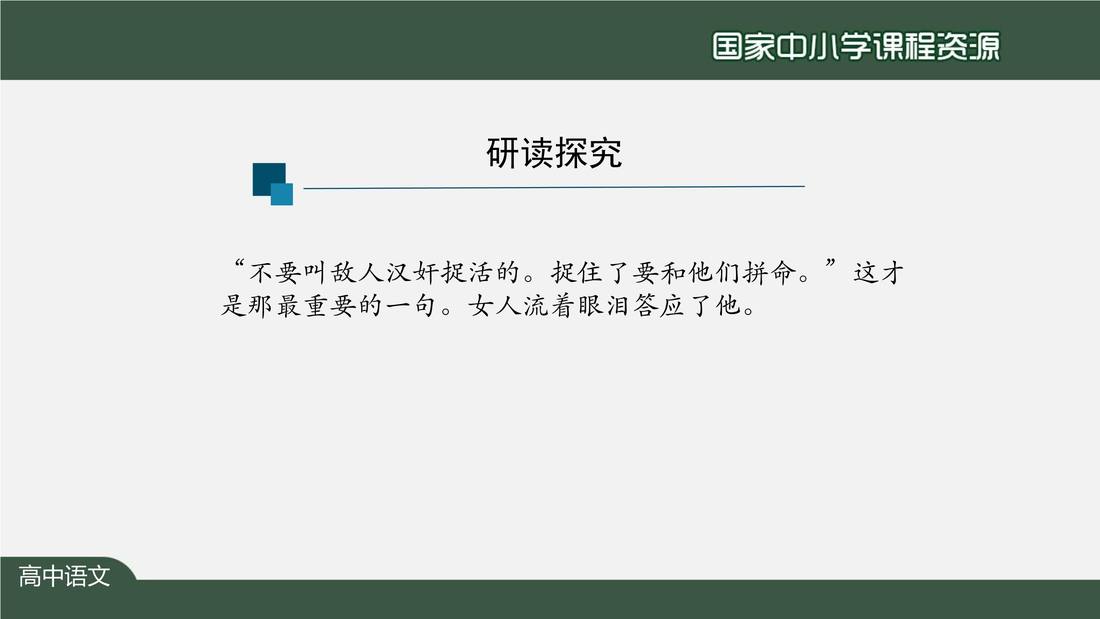 国家中小学课程资源
研读探究
“不要叫敌人汉奸捉活的。捉住了要和他们拼命。”这才
是那最重要的一句。女人流着眼泪答应了他。
高中语文